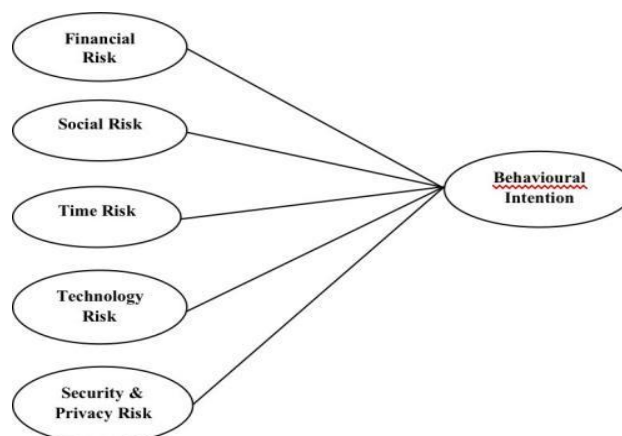 Financial
Risk
Social Risk
Time Risk
Technology
Risk
Security &
Privacy Risk
Behavioural
Intention